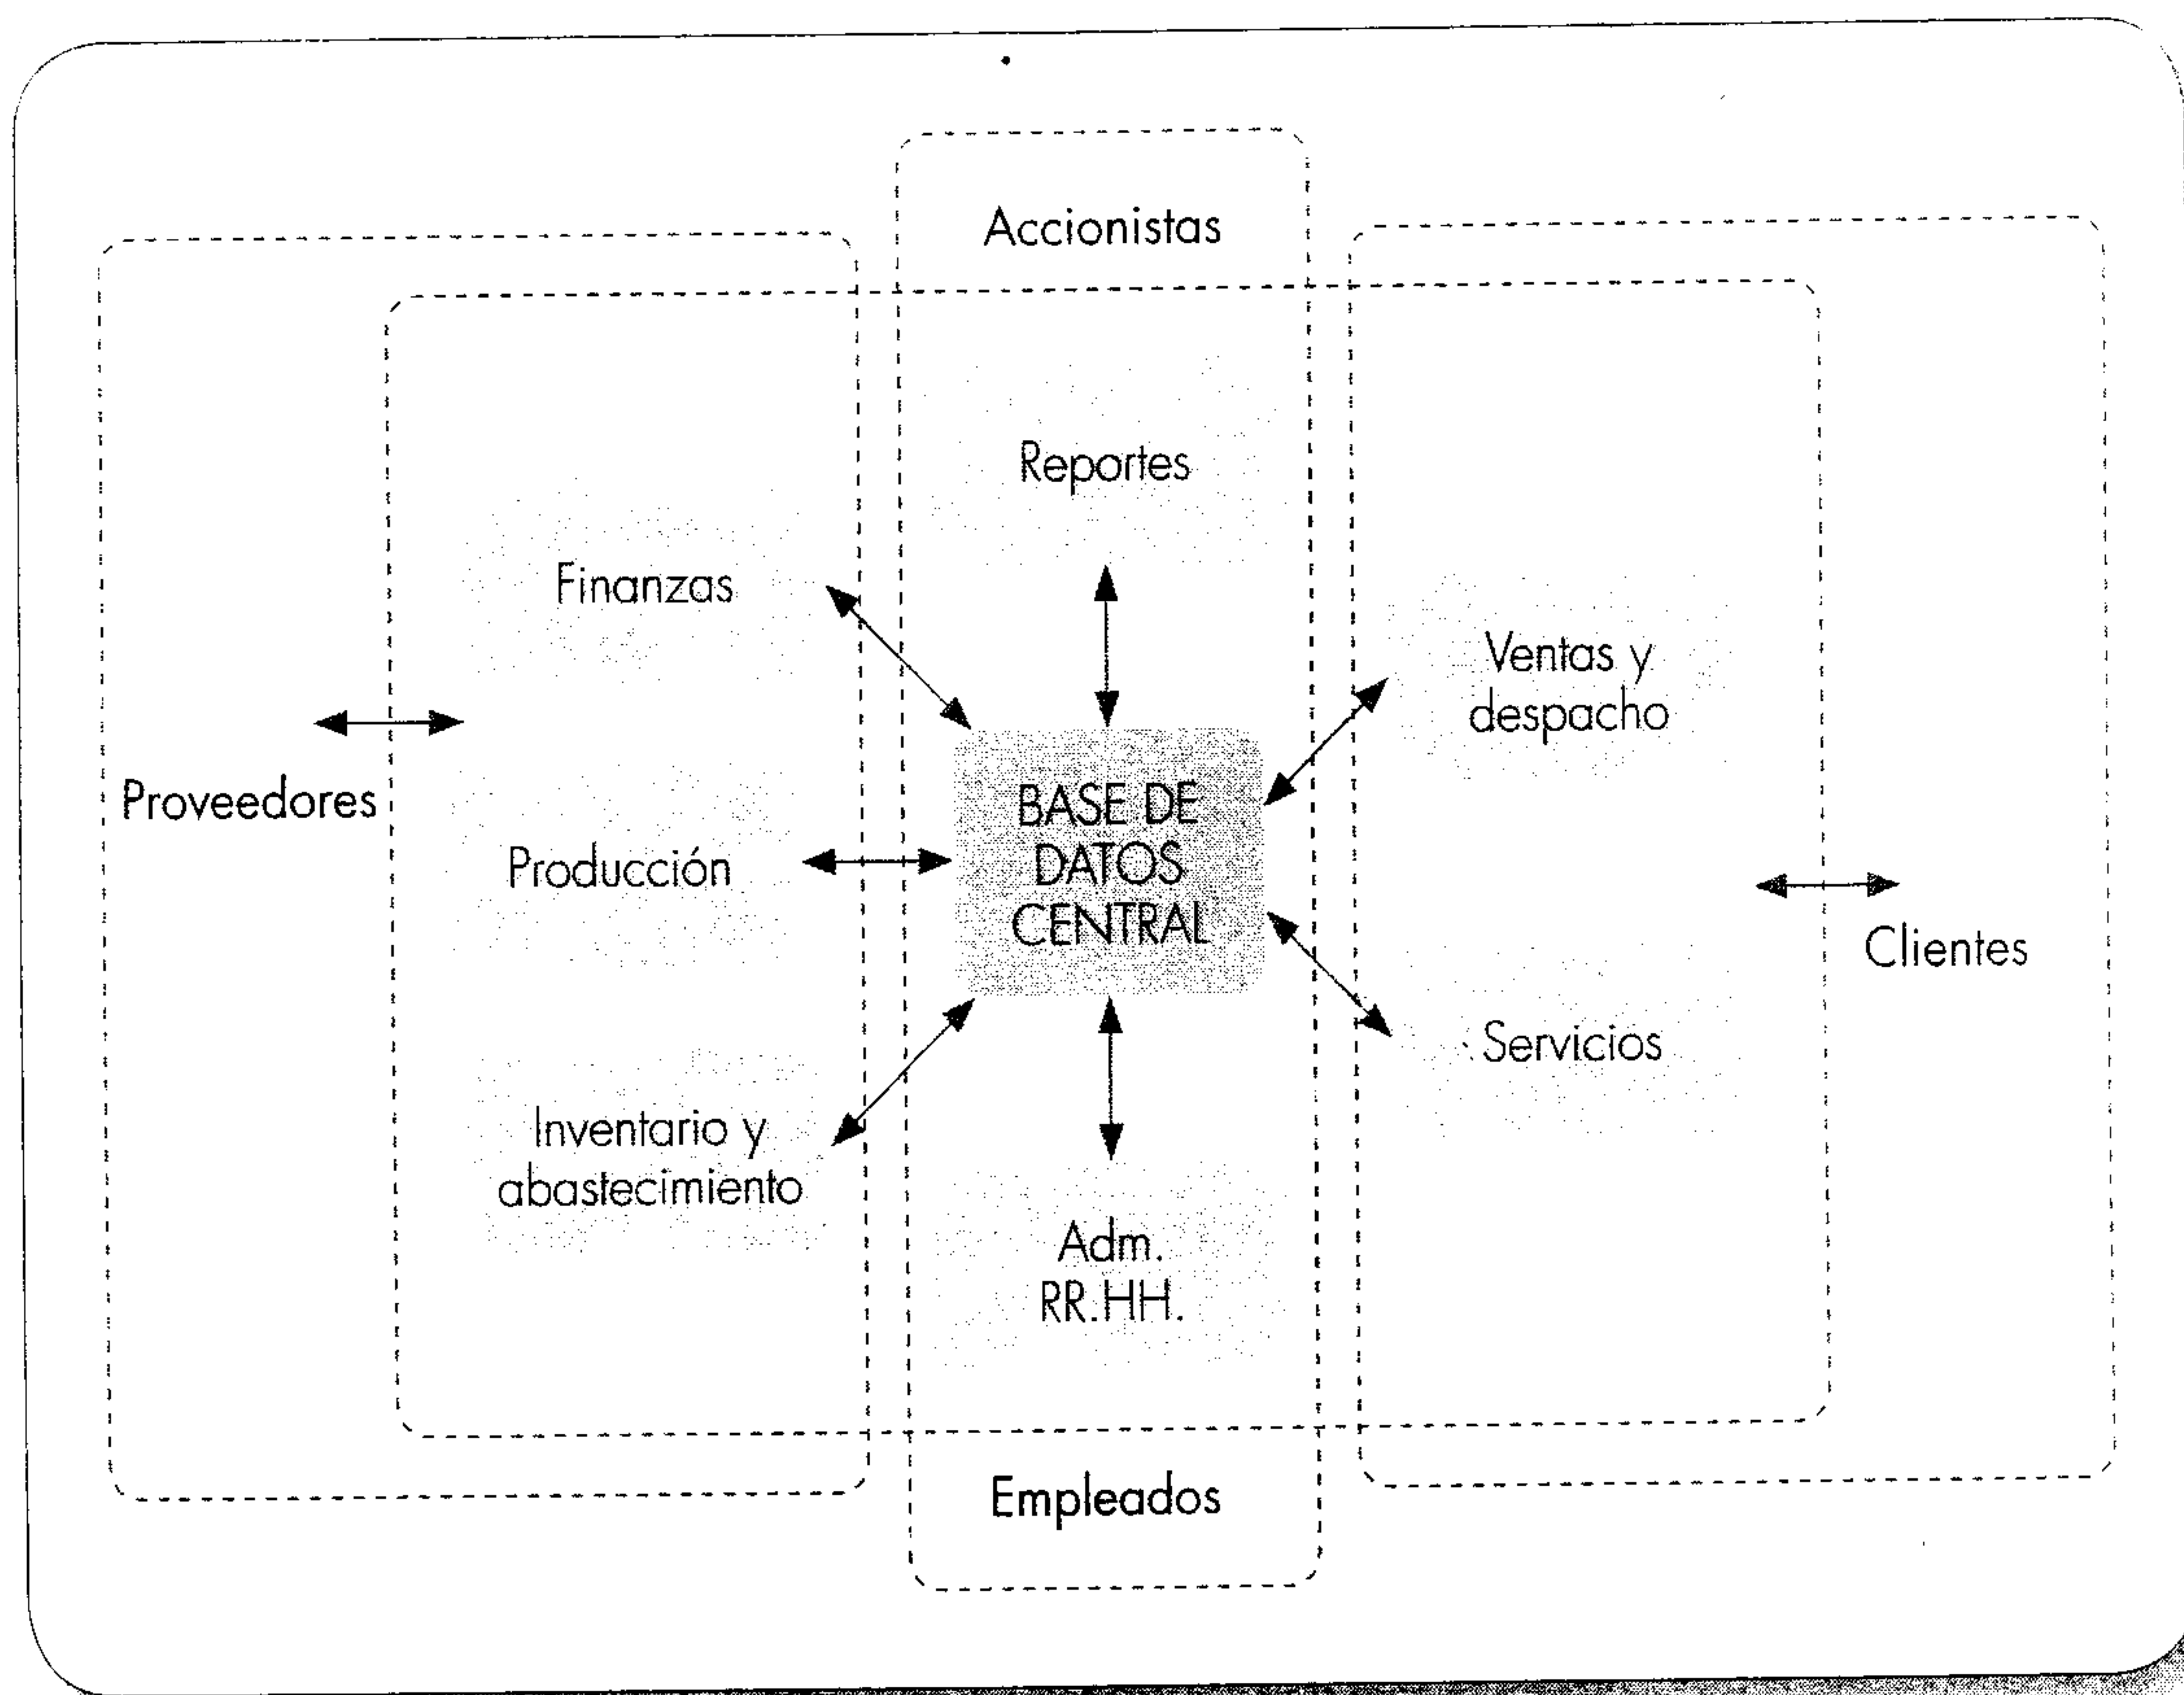 Accionistas
Reportes
Finanzas
Ventas y
despacho
Proveedores
BASE DE
DATOS
CENTRAL
Producción
Clientes
Servicios
Inventario y
abastecimiento
Adm.
RR.HH.
Empleados